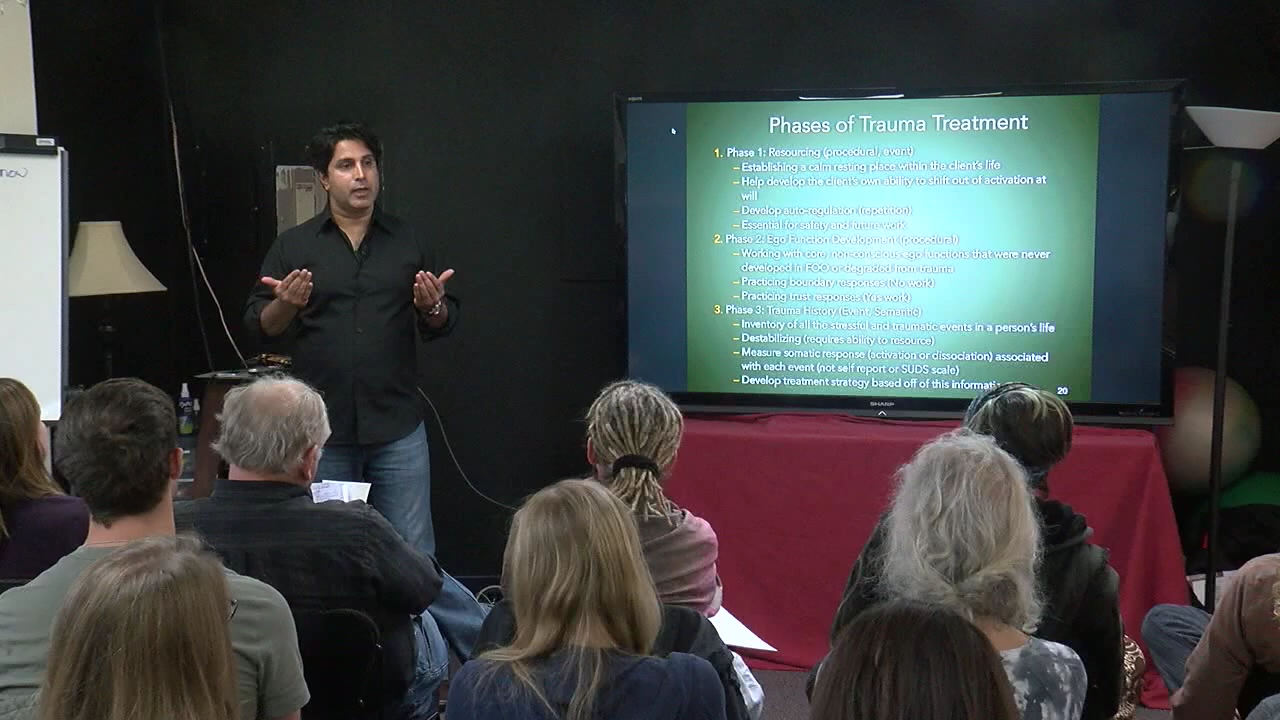 Phases of Trauma Treatment
1. Phase 1: Resourcing (procedural, event)
– Establishing a calm resting place within the client's life
– Help develop the client's own ability to shift out of activation at
will
– Develop auto-regulation (repetition)
– Essential for safety and future work
2. Phase 2: Ego Function Development (procedural)
– Working with core non-conscious ego functions that were never
developed in FOO or degraded from trauma
– Practicing boundary responses (No work)
– Practicing trust responses (Yes work)
3. Phase 3: Trauma History (Event, Semantic)
– Inventory of all the stressful and traumatic events in a person's life
– Destabilizing (requires ability to resource)
– Measure somatic response (activation or dissociation) associated
with each event (not self report or SUDS scale)
– Develop treatment strategy based off of this informati
20
SHARP